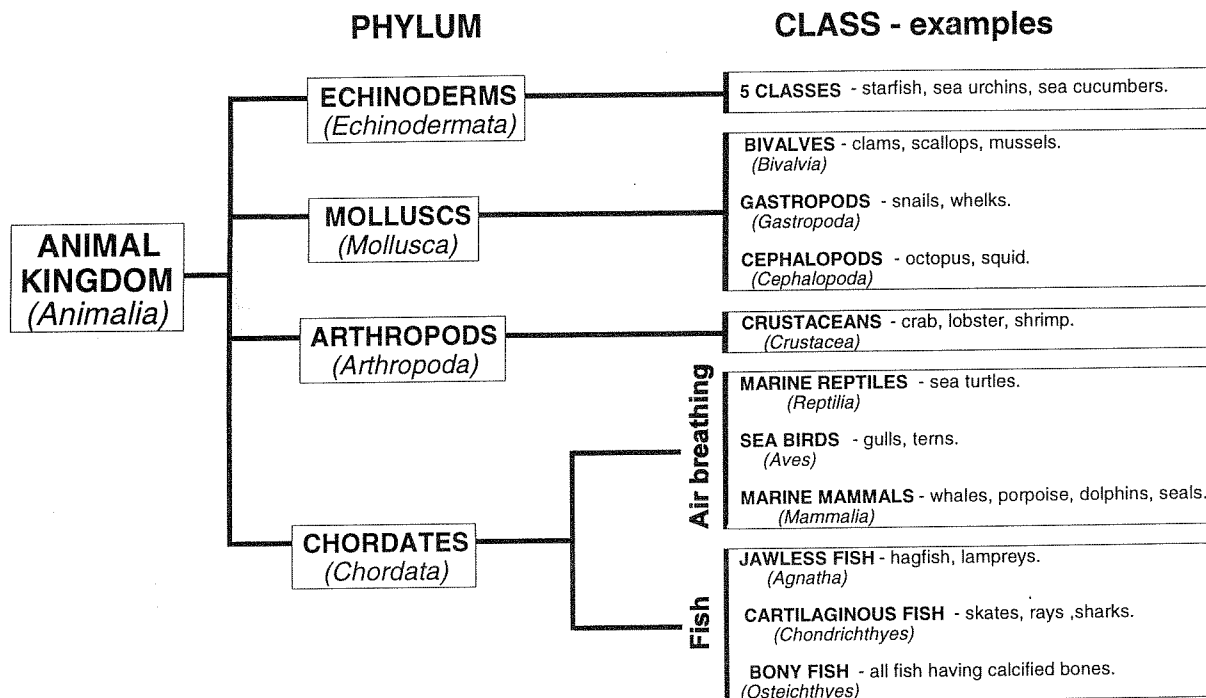 PHYLUM
CLASS - examples
ANIMAL
KINGDOM
(Animalia)
ECHINODERMS
(Echinodermata)
5 CLASSES - starfish, sea urchins, sea cucumbers.
MOLLUSCS
(Mollusca)
BIVALVES - clams, scallops, mussels.
(Bivalvia)
GASTROPODS - snails, whelks.
(Gastropoda)
CEPHALOPODS - octopus, squid.
(Cephalopoda)
ARTHROPODS
(Arthropoda)
CRUSTACEANS - crab, lobster, shrimp.
(Crustacea)
CHORDATES
(Chordata)
Air breathing
MARINE REPTILES - sea turtles.
(Reptilia)
SEA BIRDS - gulls, terns.
(Aves)
MARINE MAMMALS - whales, porpoise, dolphins, seals.
(Mammalia)
Fish
JAWLESS FISH - hagfish, lampreys.
(Agnatha)
CARTILAGINOUS FISH - skates, rays ,sharks.
(Chondrichthyes)
BONY FISH - all fish having calcified bones.
(Osteichthyes)